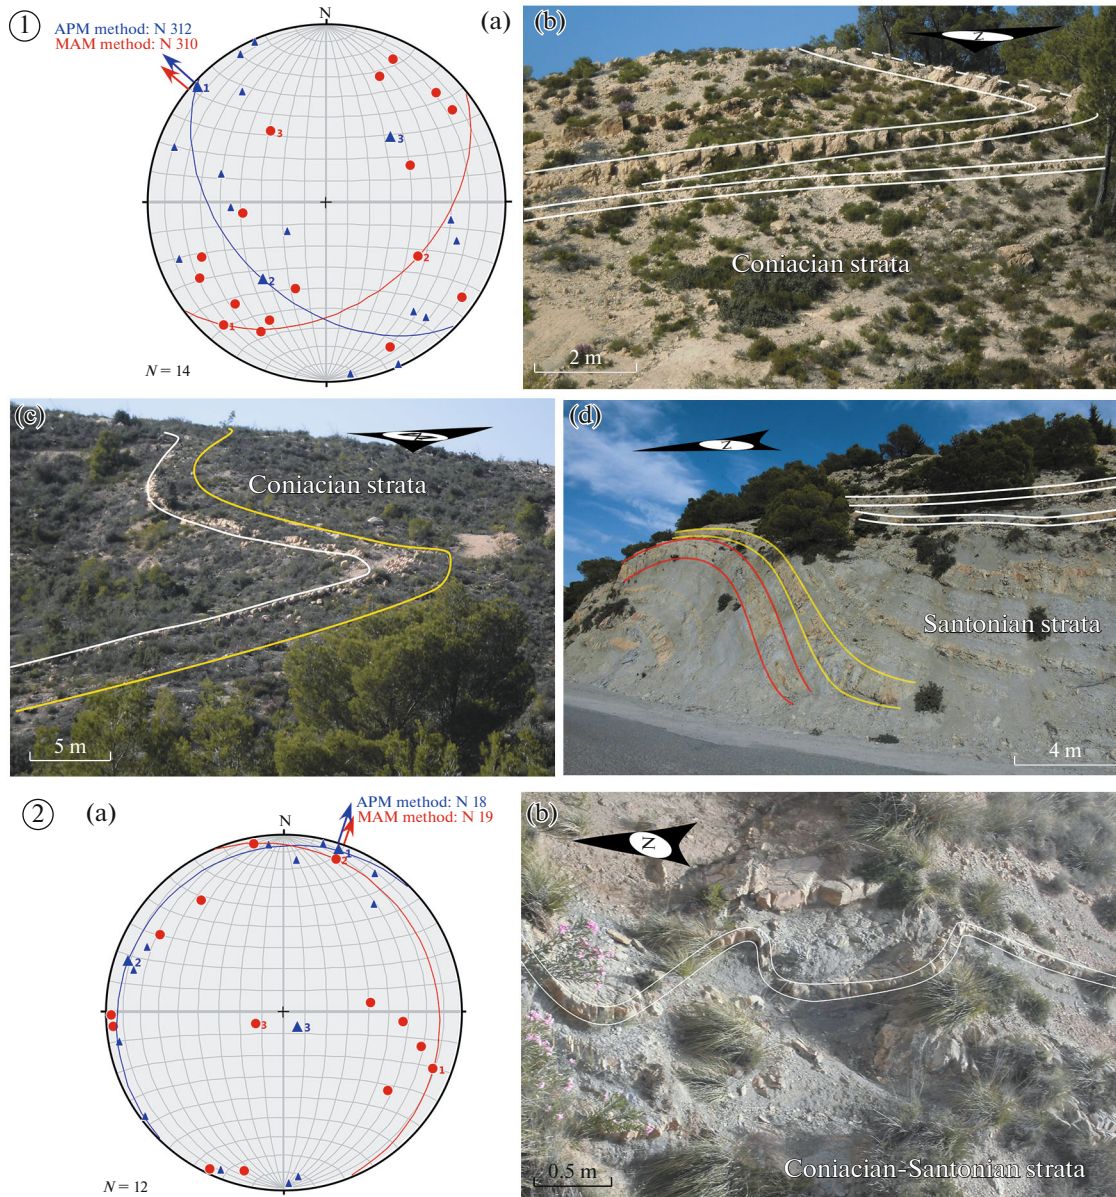 1
APM method: N 312
MAM method: N 310
N
(a)
1
2
3
1
2
3
N = 14
(b)
N
Coniacian strata
2 m
(c)
N
Coniacian strata
5 m
(d)
N
Santonian strata
4 m
2
(a)
APM method: N 18
MAM method: N 19
N
1
2
2
3
3
1
N = 12
(b)
N
0.5 m
Coniacian-Santonian strata